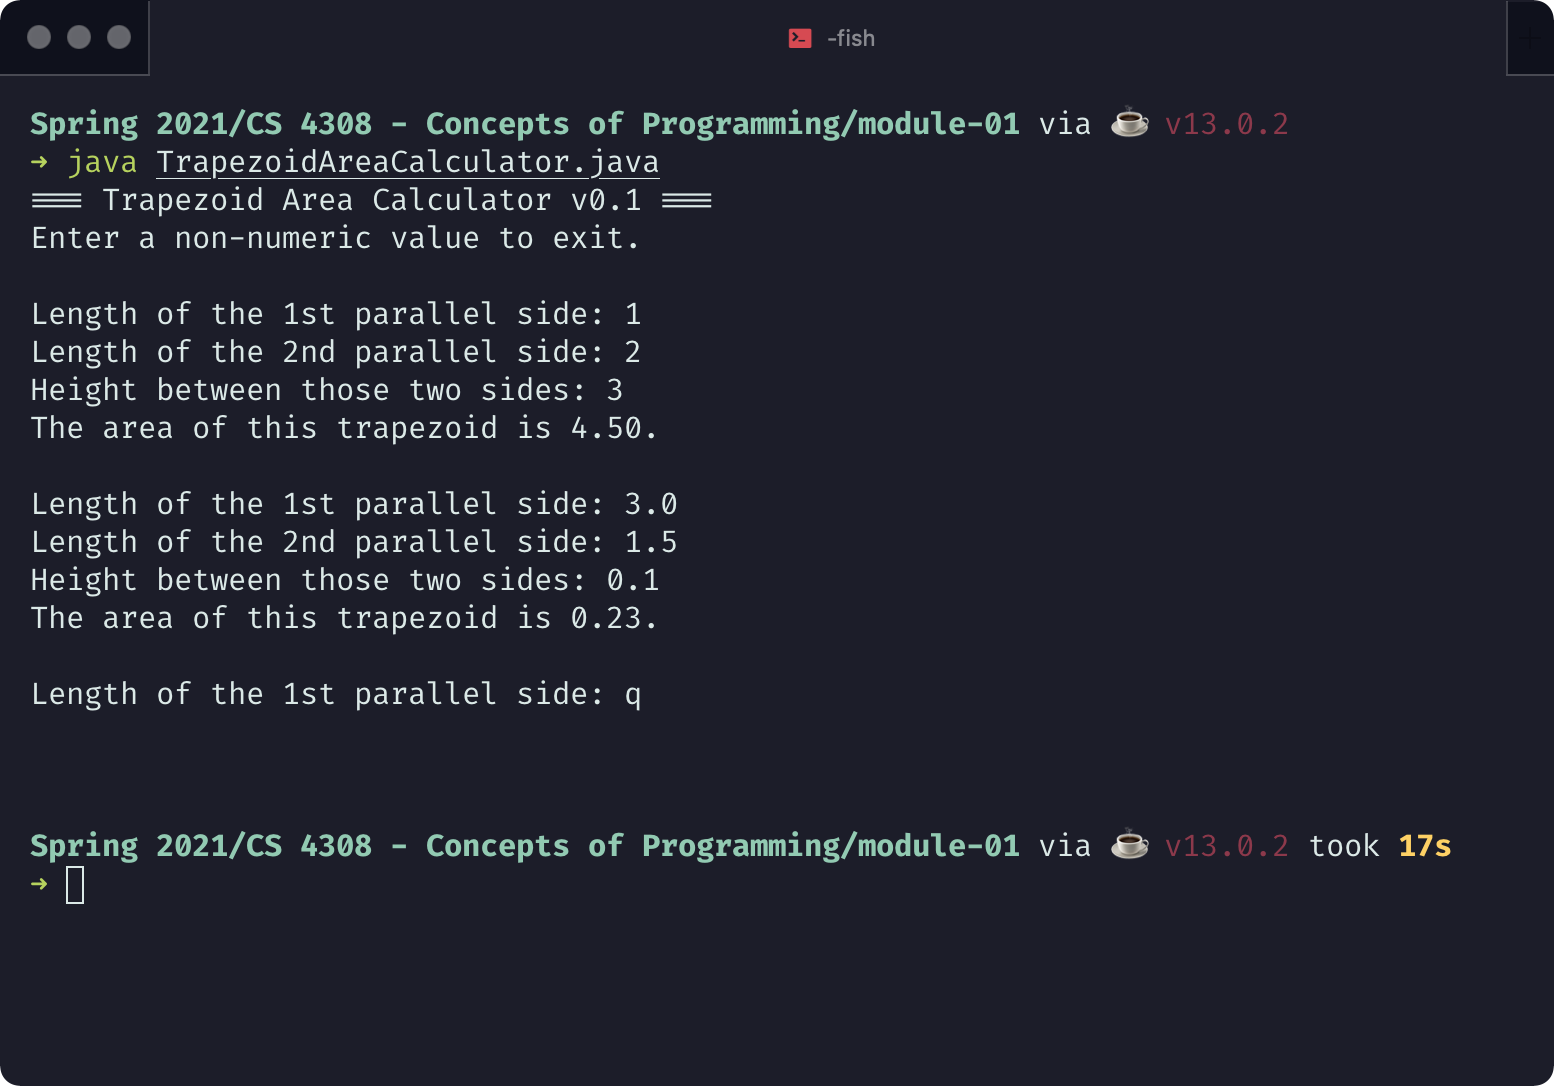 -fish
Spring 2021/CS 4308 - Concepts of Programming/module-01 via ☕ v13.0.2
➜ java TrapezoidAreaCalculator.java
=== Trapezoid Area Calculator v0.1 ===
Enter a non-numeric value to exit.
Length of the 1st parallel side: 1
Length of the 2nd parallel side: 2
Height between those two sides: 3
The area of this trapezoid is 4.50.
Length of the 1st parallel side: 3.0
Length of the 2nd parallel side: 1.5
Height between those two sides: 0.1
The area of this trapezoid is 0.23.
Length of the 1st parallel side: q
Spring 2021/CS 4308 - Concepts of Programming/module-01 via ☕ v13.0.2 took 17s
➜